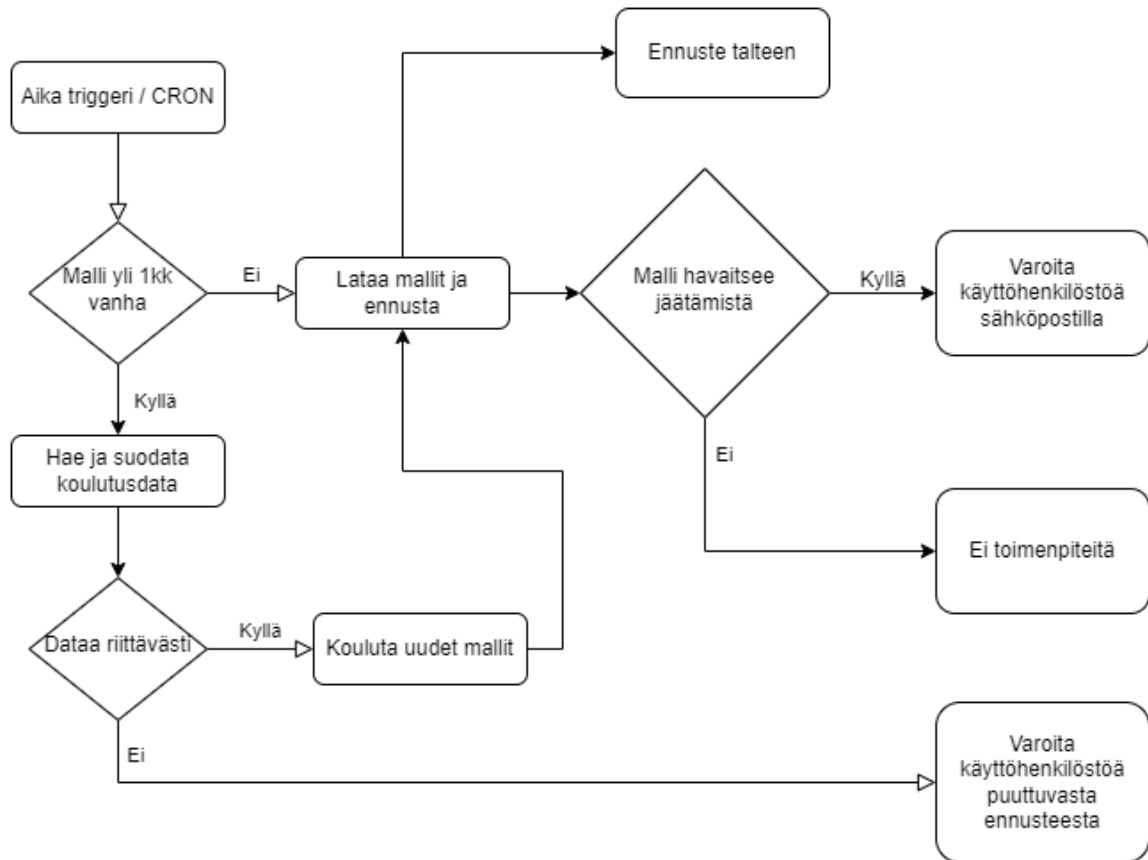 Ennuste talteen
Aika triggeri / CRON
Malli yli 1kk
vanha
Ei
Lataa mallit ja
ennusta
Malli havaitsee
jäätämistä
Kyllä
Varoita
käyttöhenkilöstöä
sähköpostilla
Kyllä
Hae ja suodata
koulutusdata
Ei
Ei toimenpiteitä
Dataa riittävästi
Kyllä
Kouluta uudet mallit
Ei
Varoita
käyttöhenkilöstöä
puuttuvasta
ennusteesta